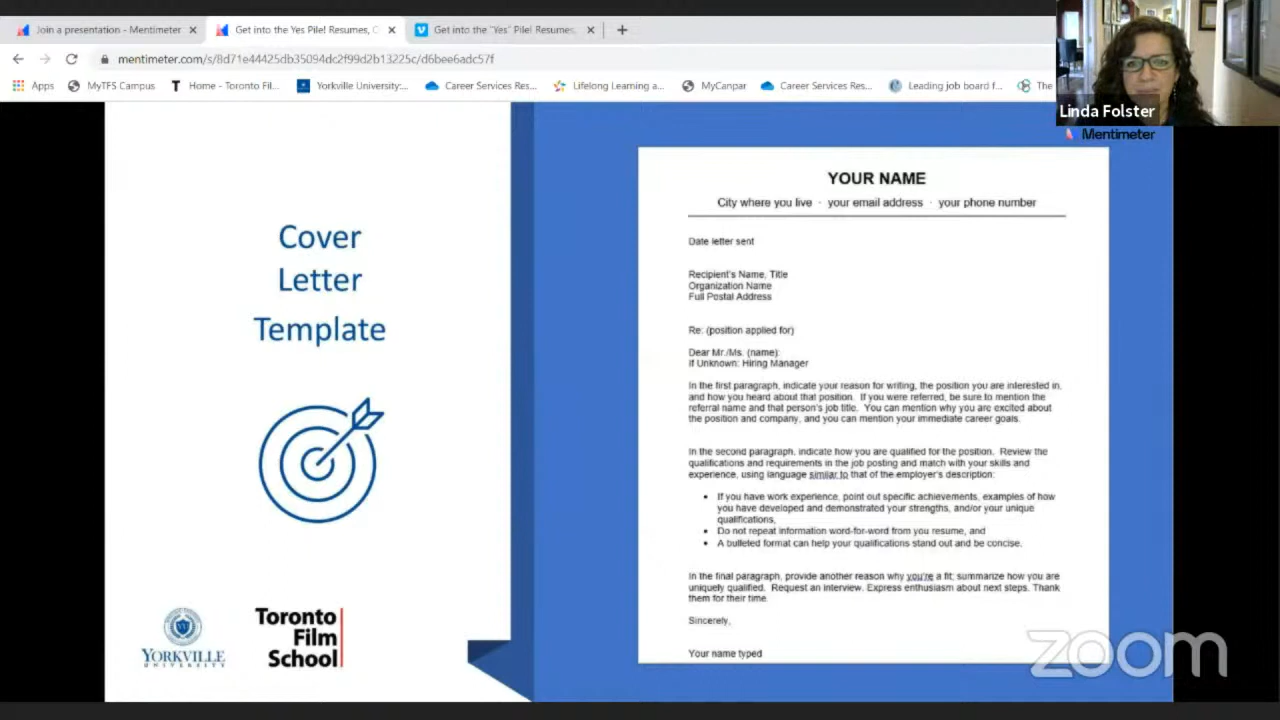 Join a presentation - Mentimeter
Get into the Yes Pile! Resumes, C
Get into the "Yes" Pile! Resumes,
mentimeter.com/s/8d71e44425db35094dc2f99d2b13225c/d6bee6adc57f
Apps
MyTFS Campus
Home - Toronto Fil...
Yorkville University:...
Career Services Res...
Lifelong Learning a...
MyCanpar
Career Services Res...
Leading job board f...
The
Linda Folster
Mentimeter
Cover
Letter
Template
YORKVILLE
UNIVERSITY
Toronto
Film
School
YOUR NAME
City where you live · your email address · your phone number
Date letter sent
Recipient's Name, Title
Organization Name
Full Postal Address
Re: (position applied for)
Dear Mr./Ms. (name):
If Unknown: Hiring Manager
In the first paragraph, indicate your reason for writing, the position you are interested in,
and how you heard about that position. If you were referred, be sure to mention the
referral name and that person's job title. You can mention why you are excited about
the position and company, and you can mention your immediate career goals.
In the second paragraph, indicate how you are qualified for the position. Review the
qualifications and requirements in the job posting and match with your skills and
experience, using language similar to that of the employer's description:
• If you have work experience, point out specific achievements, examples of how
you have developed and demonstrated your strengths, and/or your unique
qualifications,
• Do not repeat information word-for-word from you resume, and
• A bulleted format can help your qualifications stand out and be concise.
In the final paragraph, provide another reason why you're a fit; summarize how you are
uniquely qualified. Request an interview. Express enthusiasm about next steps. Thank
them for their time.
Sincerely,
Your name typed
zoom